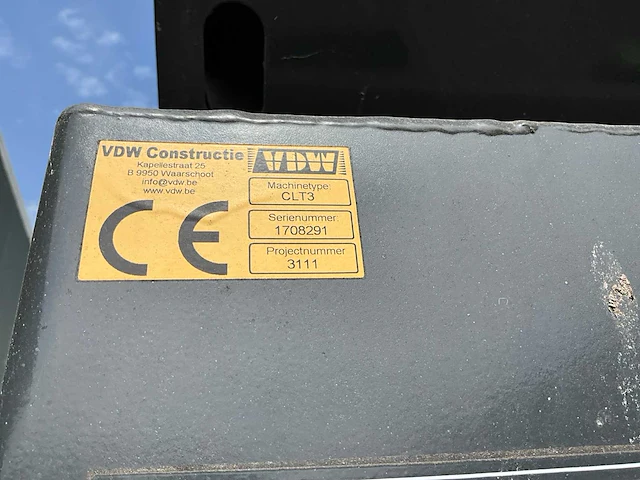 VDW Constructie
Kapellestraat 25
B 9950 Waarschoot
info@vdw.be
www.vdw.be
CE
VDW
Machinetype:
CLT3
Serienummer:
1708291
Projectnummer
3111